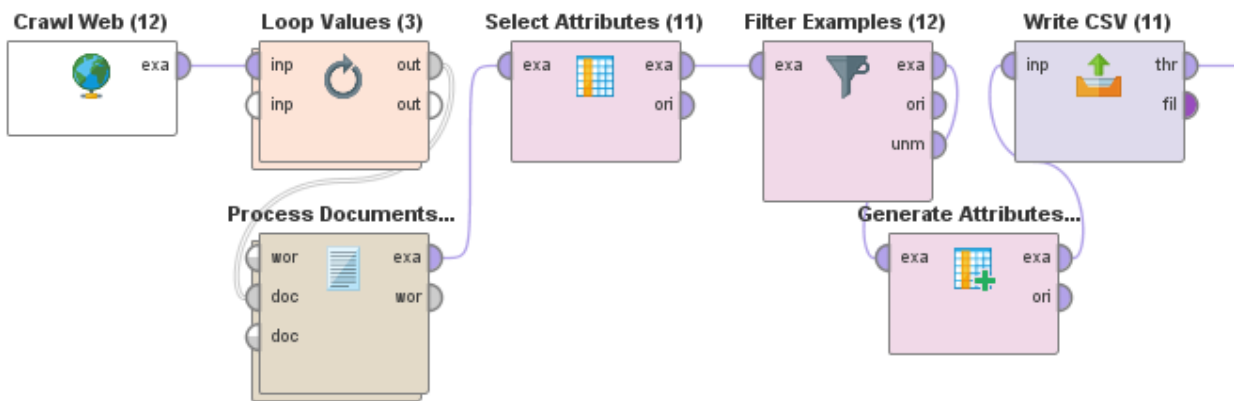 Crawl Web (12)
exa
Loop Values (3)
inp out
inp out
Select Attributes (11)
exa exa
ori
Filter Examples (12)
exa exa
ori
unm
Write CSV (11)
inp thr
fil
Process Documents...
wor exa
doc wor
doc
Generate Attributes...
exa exa
ori